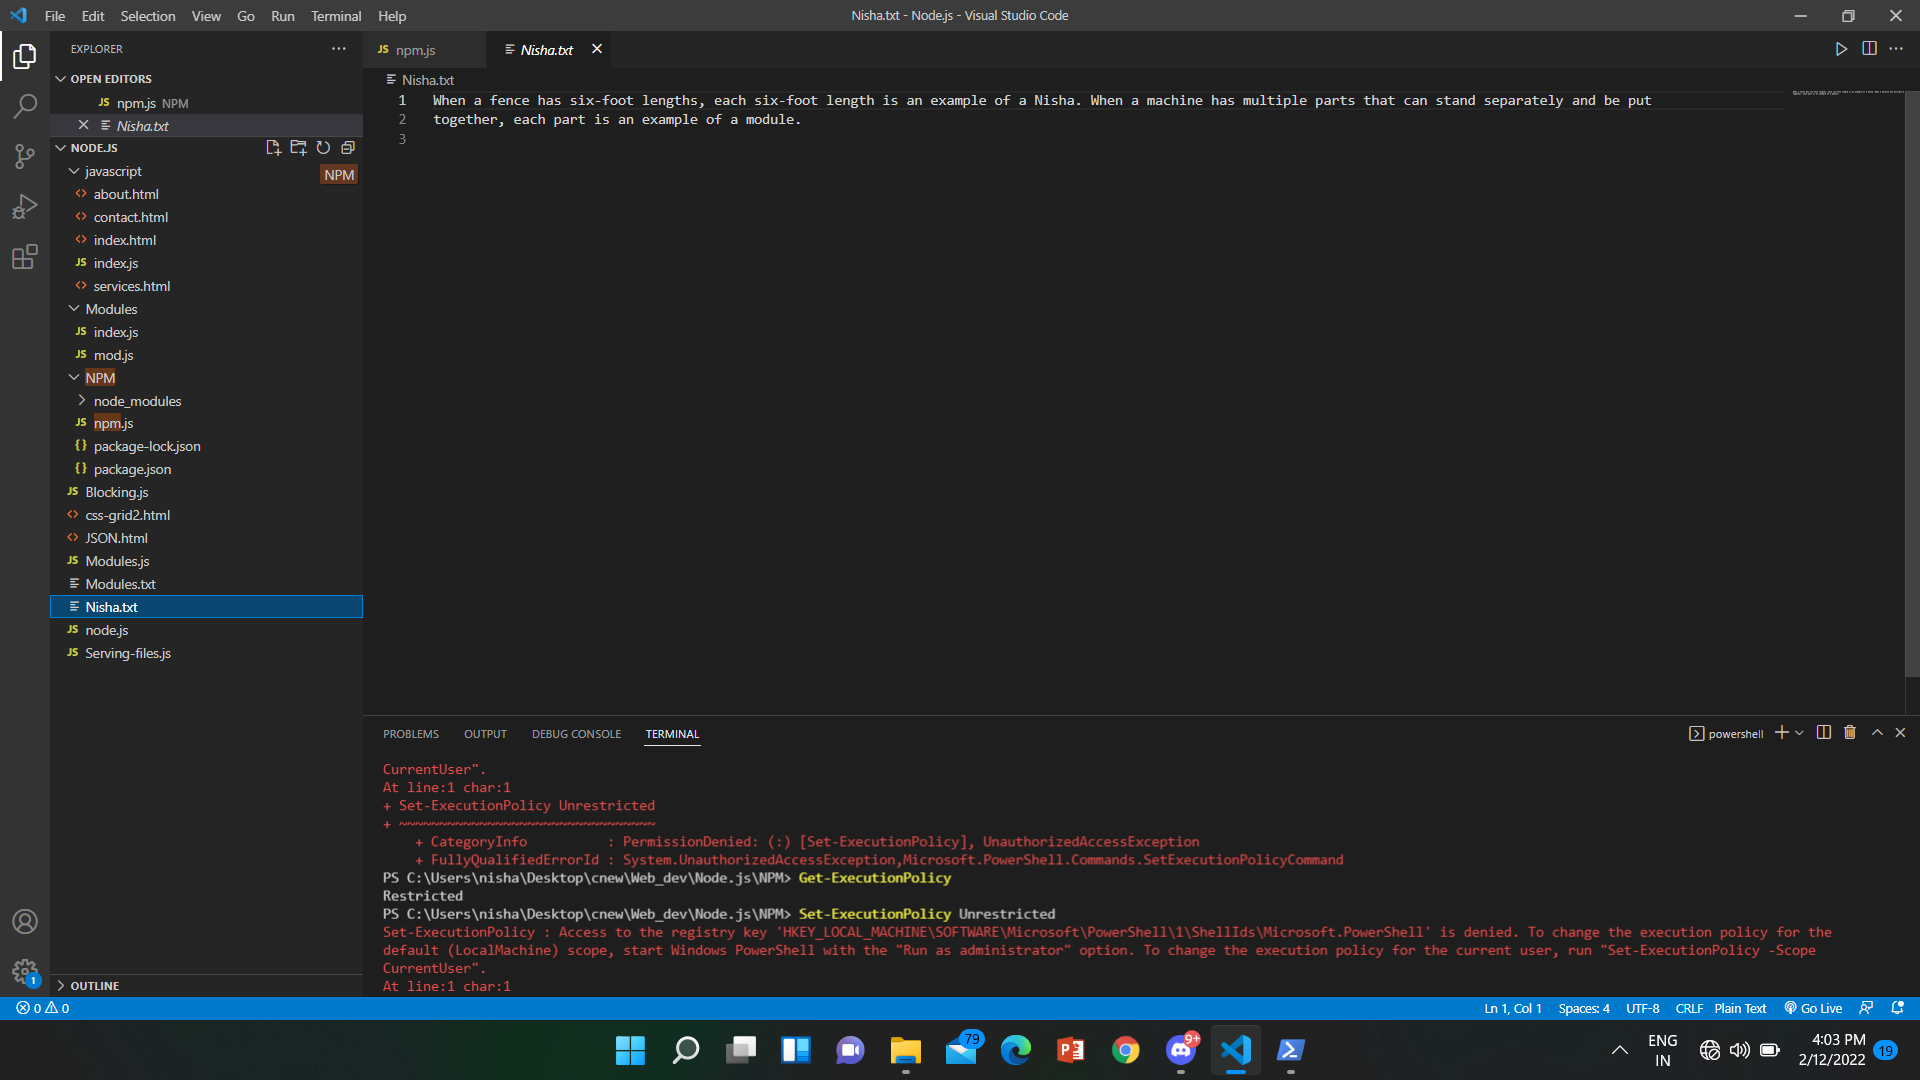 File Edit Selection View Go Run Terminal Help
Nisha.txt - Node.js - Visual Studio Code
EXPLORER
OPEN EDITORS
JS npm.js NPM
Nisha.txt
NODE.JS
javascript
NPM
about.html
contact.html
index.html
JS index.js
services.html
Modules
JS index.js
JS mod.js
NPM
node_modules
JS npm.js
{} package-lock.json
{} package.json
JS Blocking.js
css-grid2.html
JSON.html
JS Modules.js
Modules.txt
Nisha.txt
JS node.js
JS Serving-files.js
OUTLINE
JS npm.js
Nisha.txt
Nisha.txt
1 When a fence has six-foot lengths, each six-foot length is an example of a Nisha. When a machine has multiple parts that can stand separately and be put
2 together, each part is an example of a module.
3
PROBLEMS OUTPUT DEBUG CONSOLE TERMINAL
powershell
CurrentUser".
At line:1 char:1
+ Set-ExecutionPolicy Unrestricted
+ ~~~~~~~~~~~~~~~~~~~~~~~~~~~~~~~~
+ CategoryInfo : PermissionDenied: (:) [Set-ExecutionPolicy], UnauthorizedAccessException
+ FullyQualifiedErrorId : System.UnauthorizedAccessException,Microsoft.PowerShell.Commands.SetExecutionPolicyCommand
PS C:\Users\nisha\Desktop\cnew\Web_dev\Node.js\NPM> Get-ExecutionPolicy
Restricted
PS C:\Users\nisha\Desktop\cnew\Web_dev\Node.js\NPM> Set-ExecutionPolicy Unrestricted
Set-ExecutionPolicy : Access to the registry key 'HKEY_LOCAL_MACHINE\SOFTWARE\Microsoft\PowerShell\1\ShellIds\Microsoft.PowerShell' is denied. To change the execution policy for the
default (LocalMachine) scope, start Windows PowerShell with the "Run as administrator" option. To change the execution policy for the current user, run "Set-ExecutionPolicy -Scope
CurrentUser".
At line:1 char:1
1
0 0
Ln 1, Col 1 Spaces: 4 UTF-8 CRLF Plain Text Go Live
79
P
9+
ENG
IN
4:03 PM
2/12/2022
19